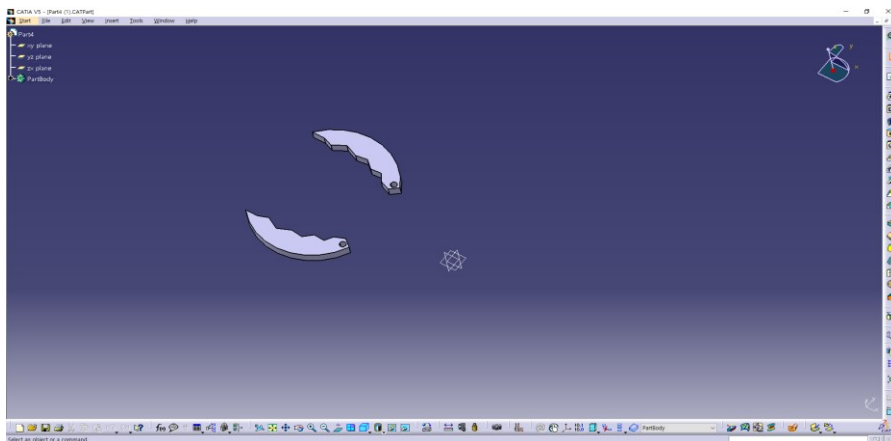 CATIA V5 - [Part4 (1).CATPart]
Start File Edit View Insert Tools Window Help
Part4
xy plane
yz plane
zx plane
PartBody
y
x
PartBody
Select an object or a command